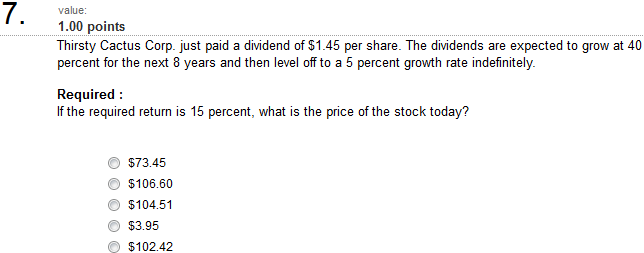 7.
value:
1.00 points
Thirsty Cactus Corp. just paid a dividend of $1.45 per share. The dividends are expected to grow at 40
percent for the next 8 years and then level off to a 5 percent growth rate indefinitely.
Required :
If the required return is 15 percent, what is the price of the stock today?
$73.45
$106.60
$104.51
$3.95
$102.42